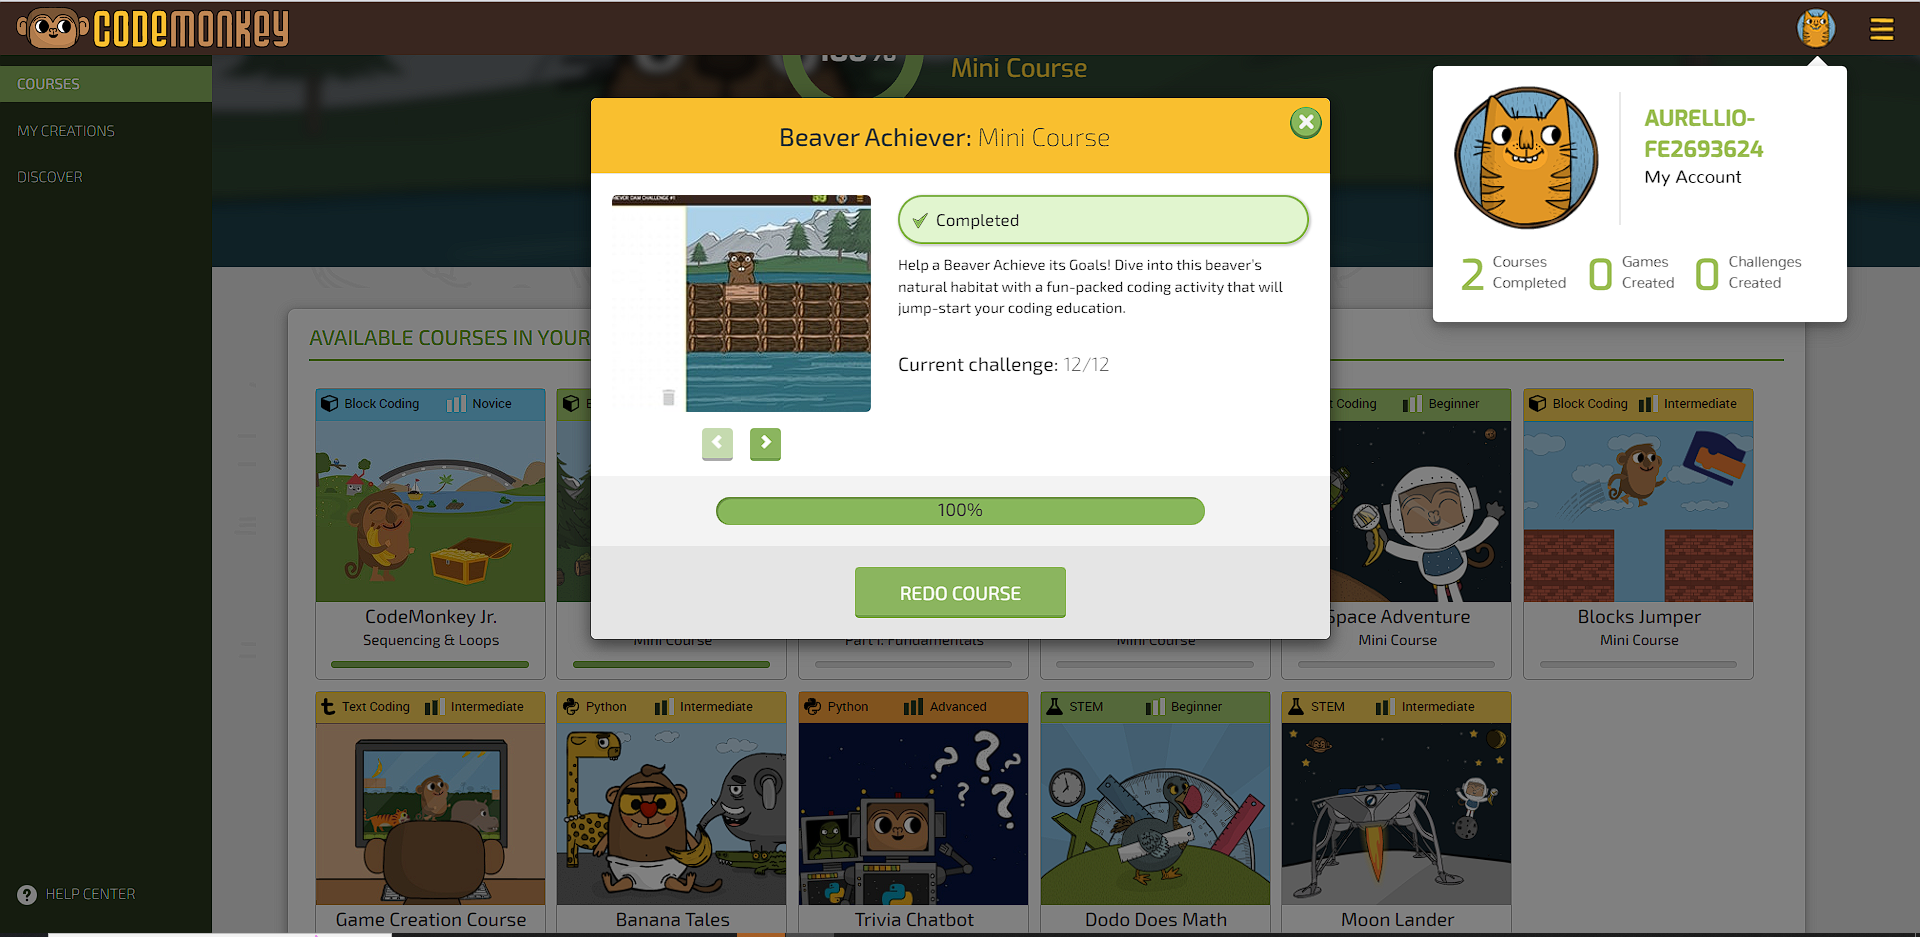 CODEMONKEY
COURSES
MY CREATIONS
DISCOVER
HELP CENTER
Mini Course
Beaver Achiever: Mini Course
Completed
Help a Beaver Achieve its Goals! Dive into this beaver's
natural habitat with a fun-packed coding activity that will
jump-start your coding education.
Current challenge: 12/12
100%
REDO COURSE
AURELLIO-
FE2693624
My Account
2 Courses Completed
0 Games Created
0 Challenges Created
AVAILABLE COURSES IN YOUR
Block Coding Novice
CodeMonkey Jr.
Sequencing & Loops
Mini Course
Part 1: Fundamentals
Mini Course
Coding Beginner
Space Adventure
Mini Course
Block Coding Intermediate
Blocks Jumper
Mini Course
Text Coding Intermediate
Game Creation Course
Python Intermediate
Banana Tales
Python Advanced
Trivia Chatbot
STEM Beginner
Dodo Does Math
STEM Intermediate
Moon Lander